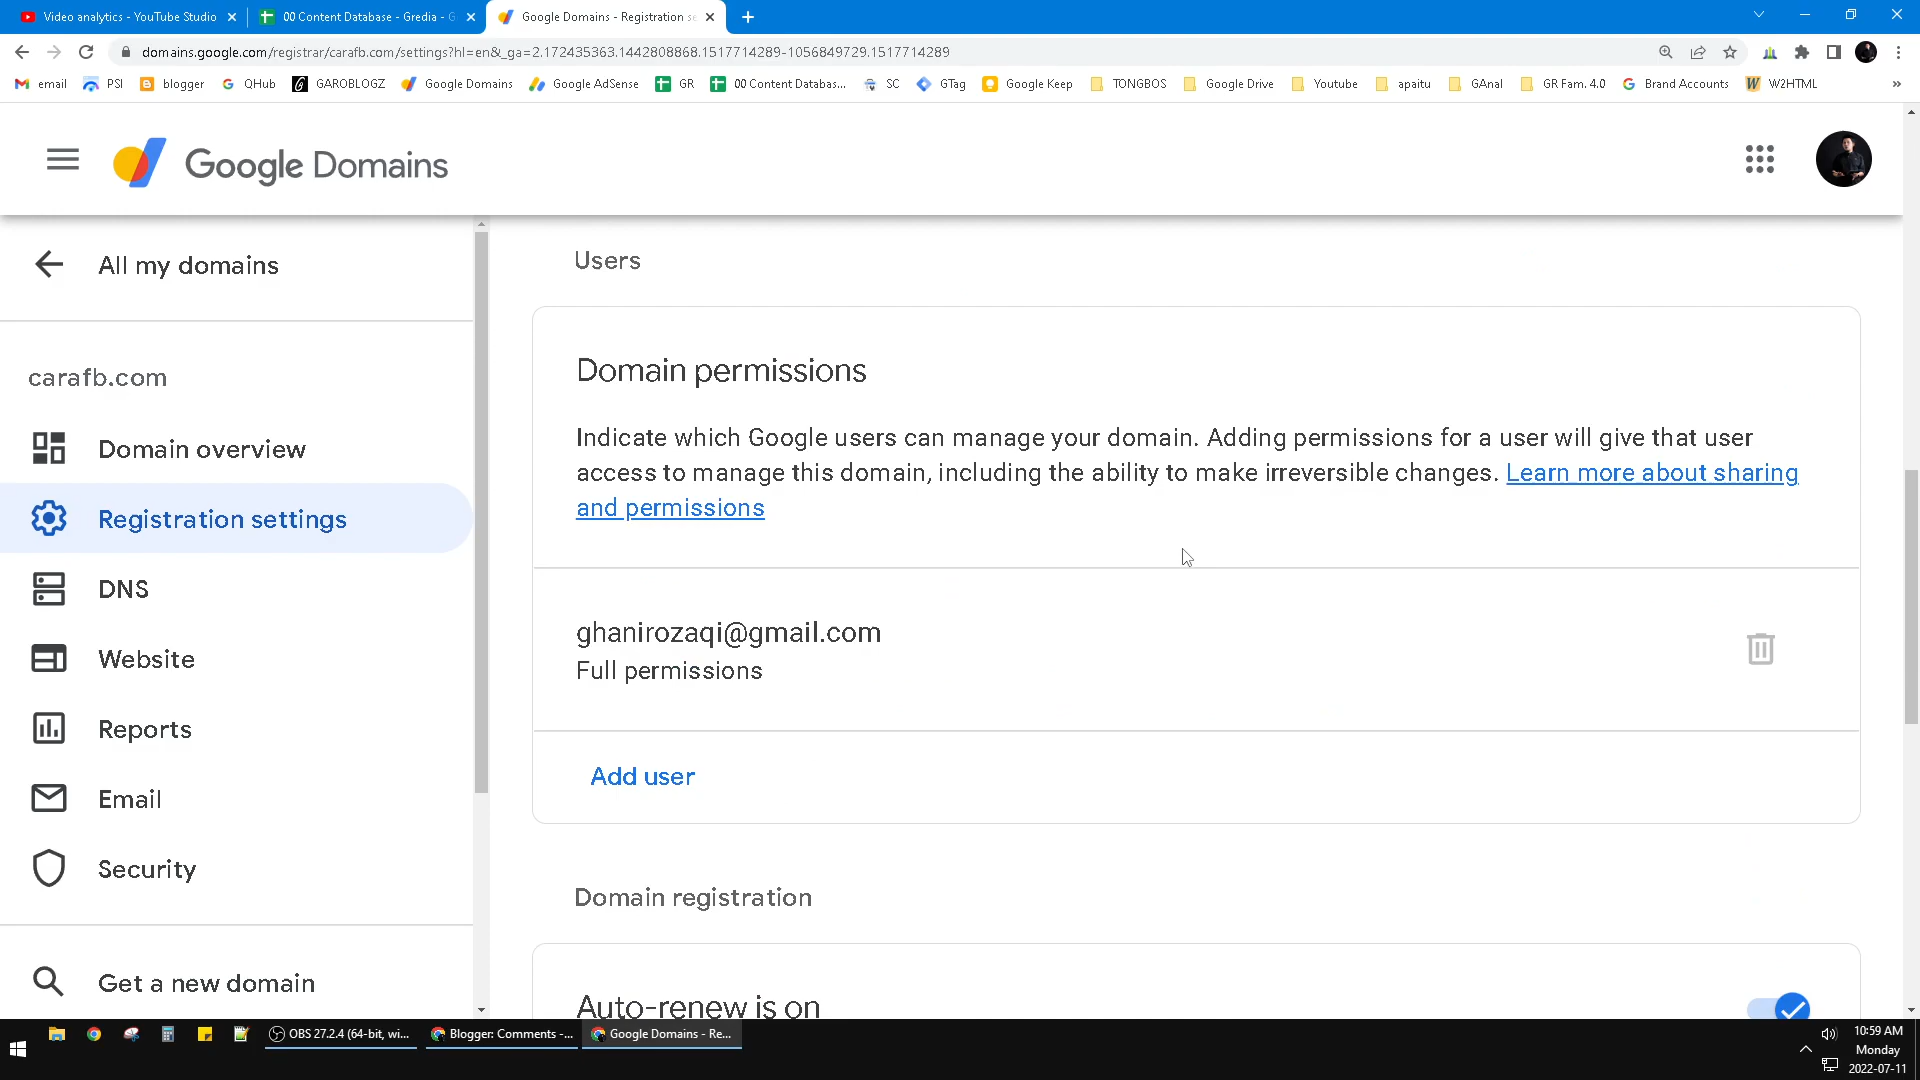 Video analytics - YouTube Studio
00 Content Database - Gredia - G
Google Domains - Registration se
domains.google.com/registrar/carafb.com/settings?hl=en&_ga=2.172435363.1442808868.1517714289-1056849729.1517714289
email
PSI
blogger
QHub
GAROBLOGZ
Google Domains
Google AdSense
GR
00 Content Databas...
SC
GTag
Google Keep
TONGBOS
Google Drive
Youtube
apaitu
GAnal
GR Fam. 4.0
Brand Accounts
W2HTML
»
Google Domains
All my domains
carafb.com
Domain overview
Registration settings
DNS
Website
Reports
Email
Security
Get a new domain
Users
Domain permissions
Indicate which Google users can manage your domain. Adding permissions for a user will give that user
access to manage this domain, including the ability to make irreversible changes. Learn more about sharing
and permissions
ghanirozaqi@gmail.com
Full permissions
Add user
Domain registration
Auto-renew is on
OBS 27.2.4 (64-bit, wi...
Blogger: Comments -...
Google Domains - Re...
10:59 AM
Monday
2022-07-11